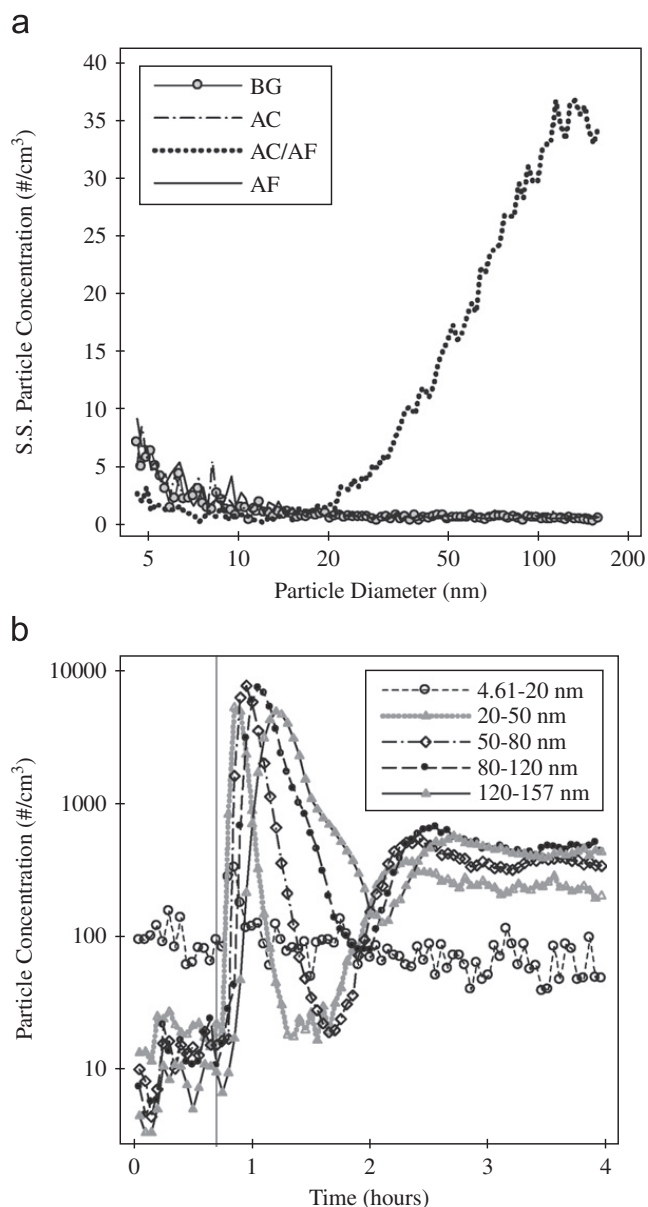 a
40
35
30
25
20
15
10
5
0
S.S. Particle Concentration (#/cm³)
BG
AC
AC/AF
AF
5 10 20 50 100 200
Particle Diameter (nm)
b
10000
1000
100
10
Particle Concentration (#/cm³)
4.61-20 nm
20-50 nm
50-80 nm
80-120 nm
120-157 nm
0 1 2 3 4
Time (hours)